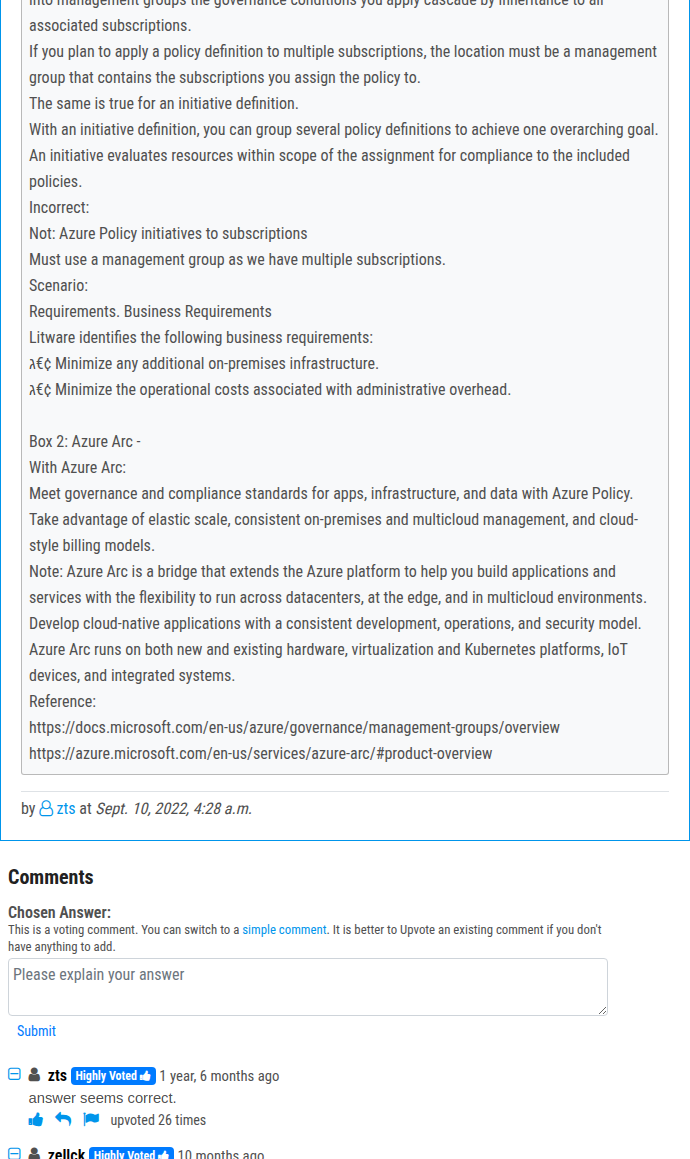 into management groups the governance conditions you apply cascade by inheritance to all
associated subscriptions.
If you plan to apply a policy definition to multiple subscriptions, the location must be a management
group that contains the subscriptions you assign the policy to.
The same is true for an initiative definition.
With an initiative definition, you can group several policy definitions to achieve one overarching goal.
An initiative evaluates resources within scope of the assignment for compliance to the included
policies.
Incorrect:
Not: Azure Policy initiatives to subscriptions
Must use a management group as we have multiple subscriptions.
Scenario:
Requirements. Business Requirements
Litware identifies the following business requirements:
λ€¢ Minimize any additional on-premises infrastructure.
λ€¢ Minimize the operational costs associated with administrative overhead.
Box 2: Azure Arc -
With Azure Arc:
Meet governance and compliance standards for apps, infrastructure, and data with Azure Policy.
Take advantage of elastic scale, consistent on-premises and multicloud management, and cloud-
style billing models.
Note: Azure Arc is a bridge that extends the Azure platform to help you build applications and
services with the flexibility to run across datacenters, at the edge, and in multicloud environments.
Develop cloud-native applications with a consistent development, operations, and security model.
Azure Arc runs on both new and existing hardware, virtualization and Kubernetes platforms, IoT
devices, and integrated systems.
Reference:
https://docs.microsoft.com/en-us/azure/governance/management-groups/overview
https://azure.microsoft.com/en-us/services/azure-arc/#product-overview
by zts at Sept. 10, 2022, 4:28 a.m.
Comments
Chosen Answer:
This is a voting comment. You can switch to a simple comment. It is better to Upvote an existing comment if you don't
have anything to add.
Please explain your answer
Submit
zts Highly Voted 1 year, 6 months ago
answer seems correct.
upvoted 26 times
zellck Highly Voted 10 months ago